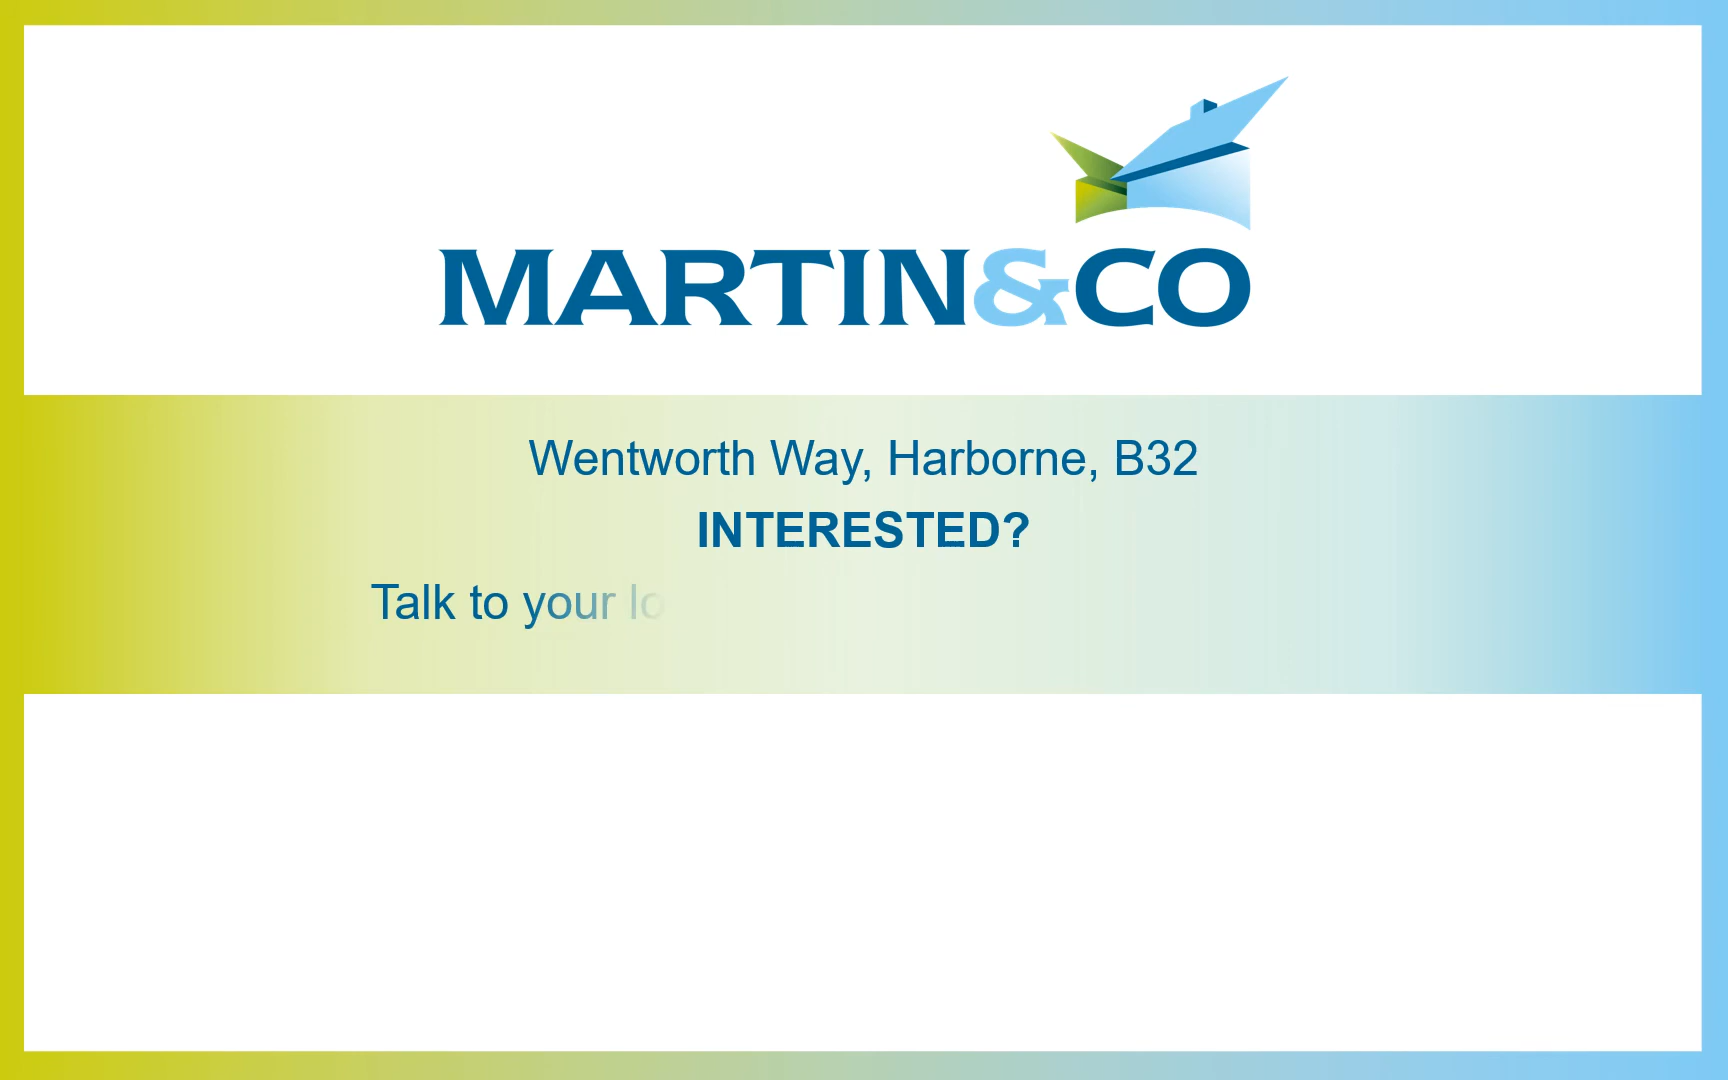 MARTIN&CO
Wentworth Way, Harborne, B32
INTERESTED?
Talk to your